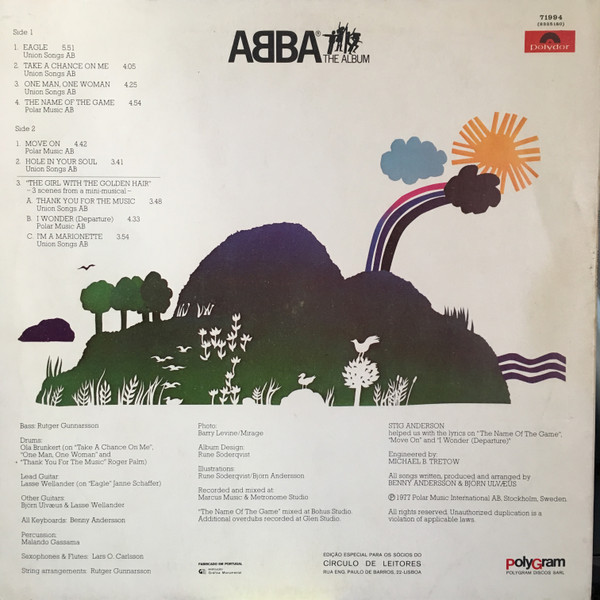 ABBA® THE ALBUM
71994
(2325180)
Polydor
Side 1
1. EAGLE 5.51
Union Songs AB
2. TAKE A CHANCE ON ME 4.05
Union Songs AB
3. ONE MAN, ONE WOMAN 4.25
Union Songs AB
4. THE NAME OF THE GAME 4.54
Polar Music AB
Side 2
1. MOVE ON 4.42
Polar Music AB
2. HOLE IN YOUR SOUL 3.41
Union Songs AB
3. "THE GIRL WITH THE GOLDEN HAIR"
– 3 scenes from a mini-musical –
A. THANK YOU FOR THE MUSIC 3.48
Union Songs AB
B. I WONDER (Departure) 4.33
Polar Music AB
C. I'M A MARIONETTE 3.54
Union Songs AB
Bass: Rutger Gunnarsson
Drums:
Ola Brunkert (on "Take A Chance On Me",
"One Man, One Woman" and
"Thank You For The Music" Roger Palm)
Lead Guitar:
Lasse Wellander (on "Eagle" Janne Schaffer)
Other Guitars:
Björn Ulvæus & Lasse Wellander
All Keyboards: Benny Andersson
Percussion:
Malando Gassama
Saxophones & Flutes: Lars O. Carlsson
String arrangements: Rutger Gunnarsson
Photo:
Barry Levine/Mirage
Album Design:
Rune Söderqvist
Illustrations:
Rune Söderqvist/Björn Andersson
Recorded and mixed at:
Marcus Music & Metronome Studio
"The Name Of The Game" mixed at Bohus Studio.
Additional overdubs recorded at Glen Studio.
FABRICADO EM PORTUGAL
STIG ANDERSON
helped us with the lyrics on "The Name Of The Game",
"Move On" and "I Wonder (Departure)"
Engineered by:
MICHAEL B. TRETOW
All songs written, produced and arranged by
BENNY ANDERSSON & BJÖRN ULVÆUS
Ⓟ 1977 Polar Music International AB. Stockholm, Sweden.
All rights reserved. Unauthorized duplication is a
violation of applicable laws.
EDIÇÃO ESPECIAL PARA OS SÓCIOS DO
CÍRCULO DE LEITORES
RUA ENG. PAULO DE BARROS, 22-LISBOA
PolyGram
POLYGRAM DISCOS SARL